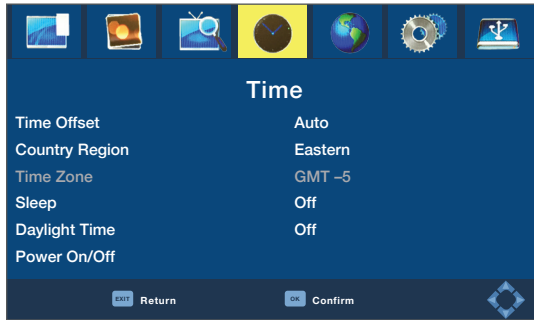 Time
Time Offset Auto
Country Region Eastern
Time Zone GMT –5
Sleep Off
Daylight Time Off
Power On/Off
EXIT Return OK Confirm